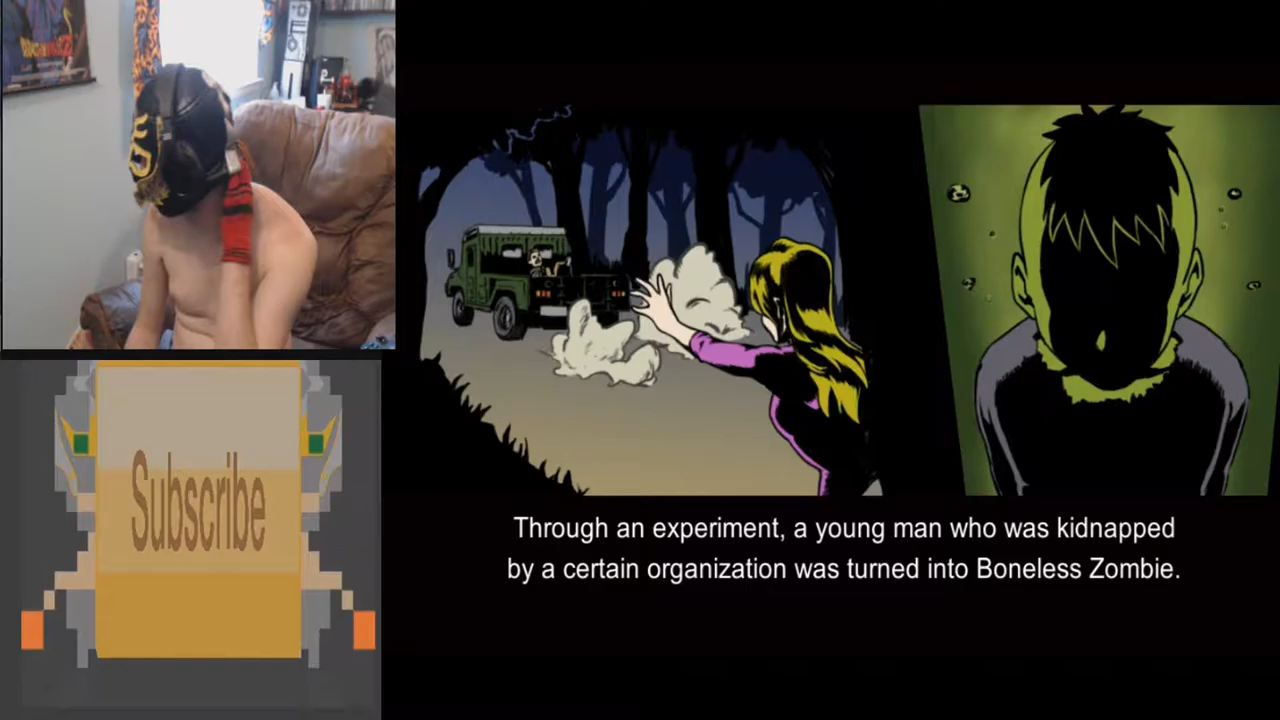 Subscribe
Through an experiment, a young man who was kidnapped
by a certain organization was turned into Boneless Zombie.